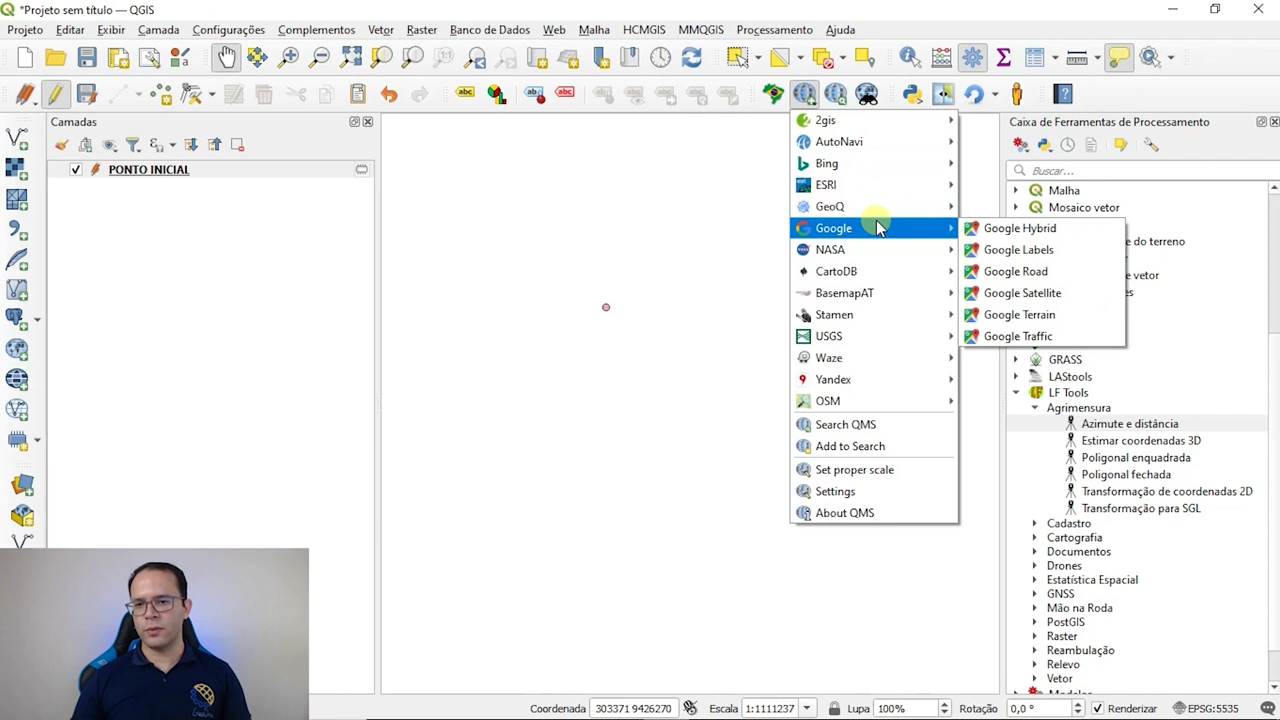 *Projeto sem título — QGIS
Projeto Editar Exibir Camada Configurações Complementos Vetor Raster Banco de Dados Web Malha HCMGIS MMQGIS Processamento Ajuda
Camadas
PONTO INICIAL
2gis
AutoNavi
Bing
ESRI
GeoQ
Google
NASA
CartoDB
BasemapAT
Stamen
USGS
Waze
Yandex
OSM
Search QMS
Add to Search
Set proper scale
Settings
About QMS
Google Hybrid
Google Labels
Google Road
Google Satellite
Google Terrain
Google Traffic
Caixa de Ferramentas de Processamento
Buscar...
Malha
Mosaico vetor
e do terreno
vetor
GRASS
LAStools
LF Tools
Agrimensura
Azimute e distância
Estimar coordenadas 3D
Poligonal enquadrada
Poligonal fechada
Transformação de coordenadas 2D
Transformação para SGL
Cadastro
Cartografia
Documentos
Drones
Estatística Espacial
GNSS
Mão na Roda
PostGIS
Raster
Reambulação
Relevo
Vetor
Modelos
Coordenada 303371 9426270 Escala 1:1111237 Lupa 100% Rotação 0,0 ° Renderizar EPSG:5535